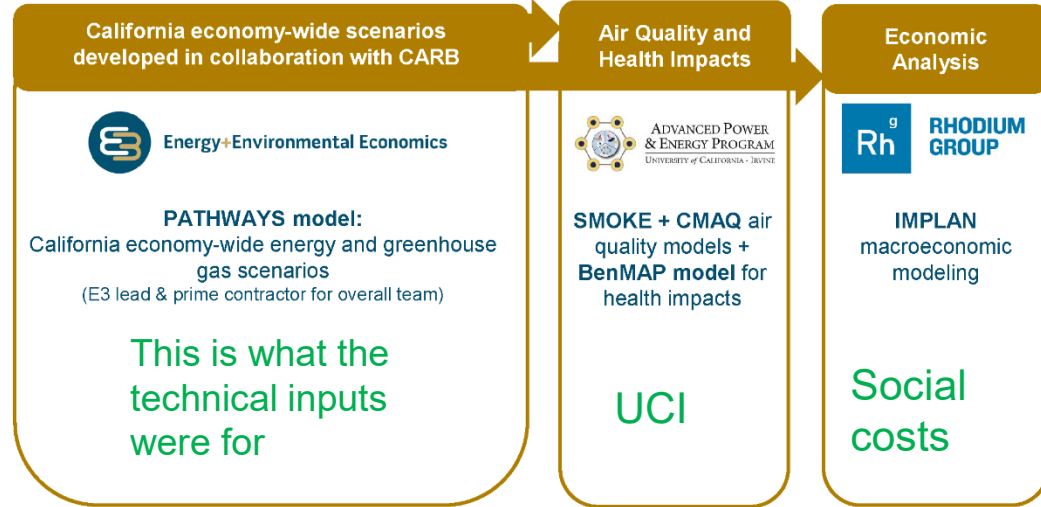 California economy-wide scenarios
developed in collaboration with CARB
Energy+Environmental Economics
PATHWAYS model:
California economy-wide energy and greenhouse
gas scenarios
(E3 lead & prime contractor for overall team)
This is what the
technical inputs
were for
Air Quality and
Health Impacts
ADVANCED POWER
& ENERGY PROGRAM
UNIVERSITY of CALIFORNIA · IRVINE
SMOKE + CMAQ air
quality models +
BenMAP model for
health impacts
UCI
Economic
Analysis
g
Rh
RHODIUM
GROUP
IMPLAN
macroeconomic
modeling
Social
costs